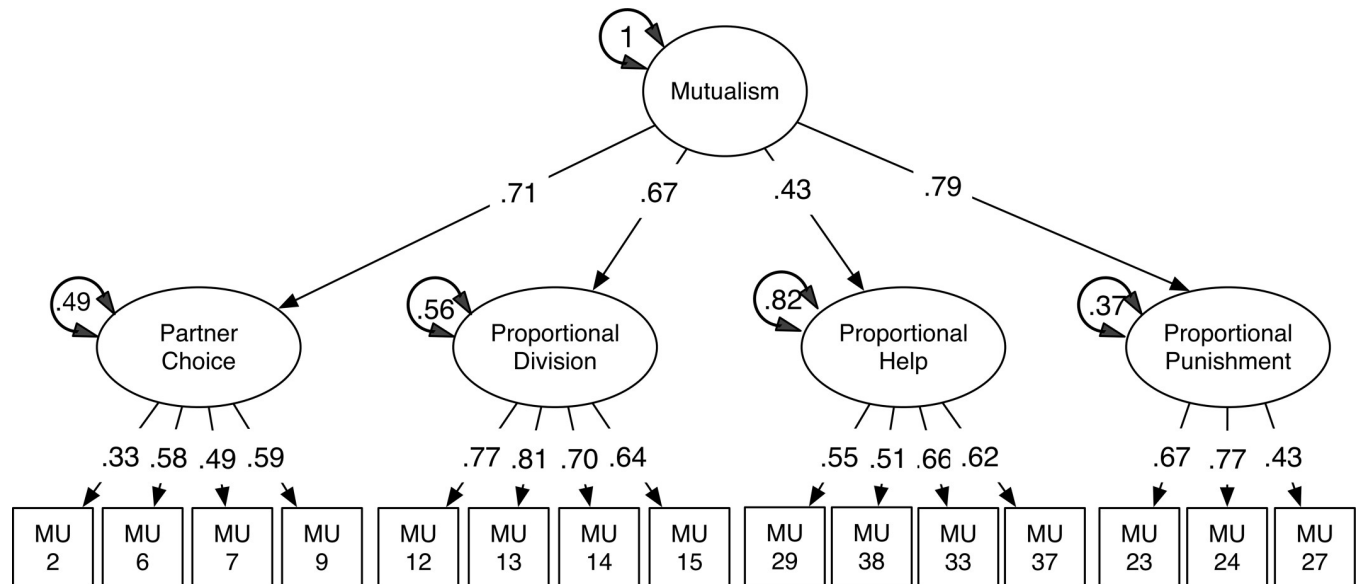 1
Mutualism
.71
.67
.43
.79
.49
Partner
Choice
.56
Proportional
Division
.82
Proportional
Help
.37
Proportional
Punishment
.33 .58 .49 .59
.77 .81 .70 .64
.55 .51 .66 .62
.67 .77 .43
MU
2
MU
6
MU
7
MU
9
MU
12
MU
13
MU
14
MU
15
MU
29
MU
38
MU
33
MU
37
MU
23
MU
24
MU
27